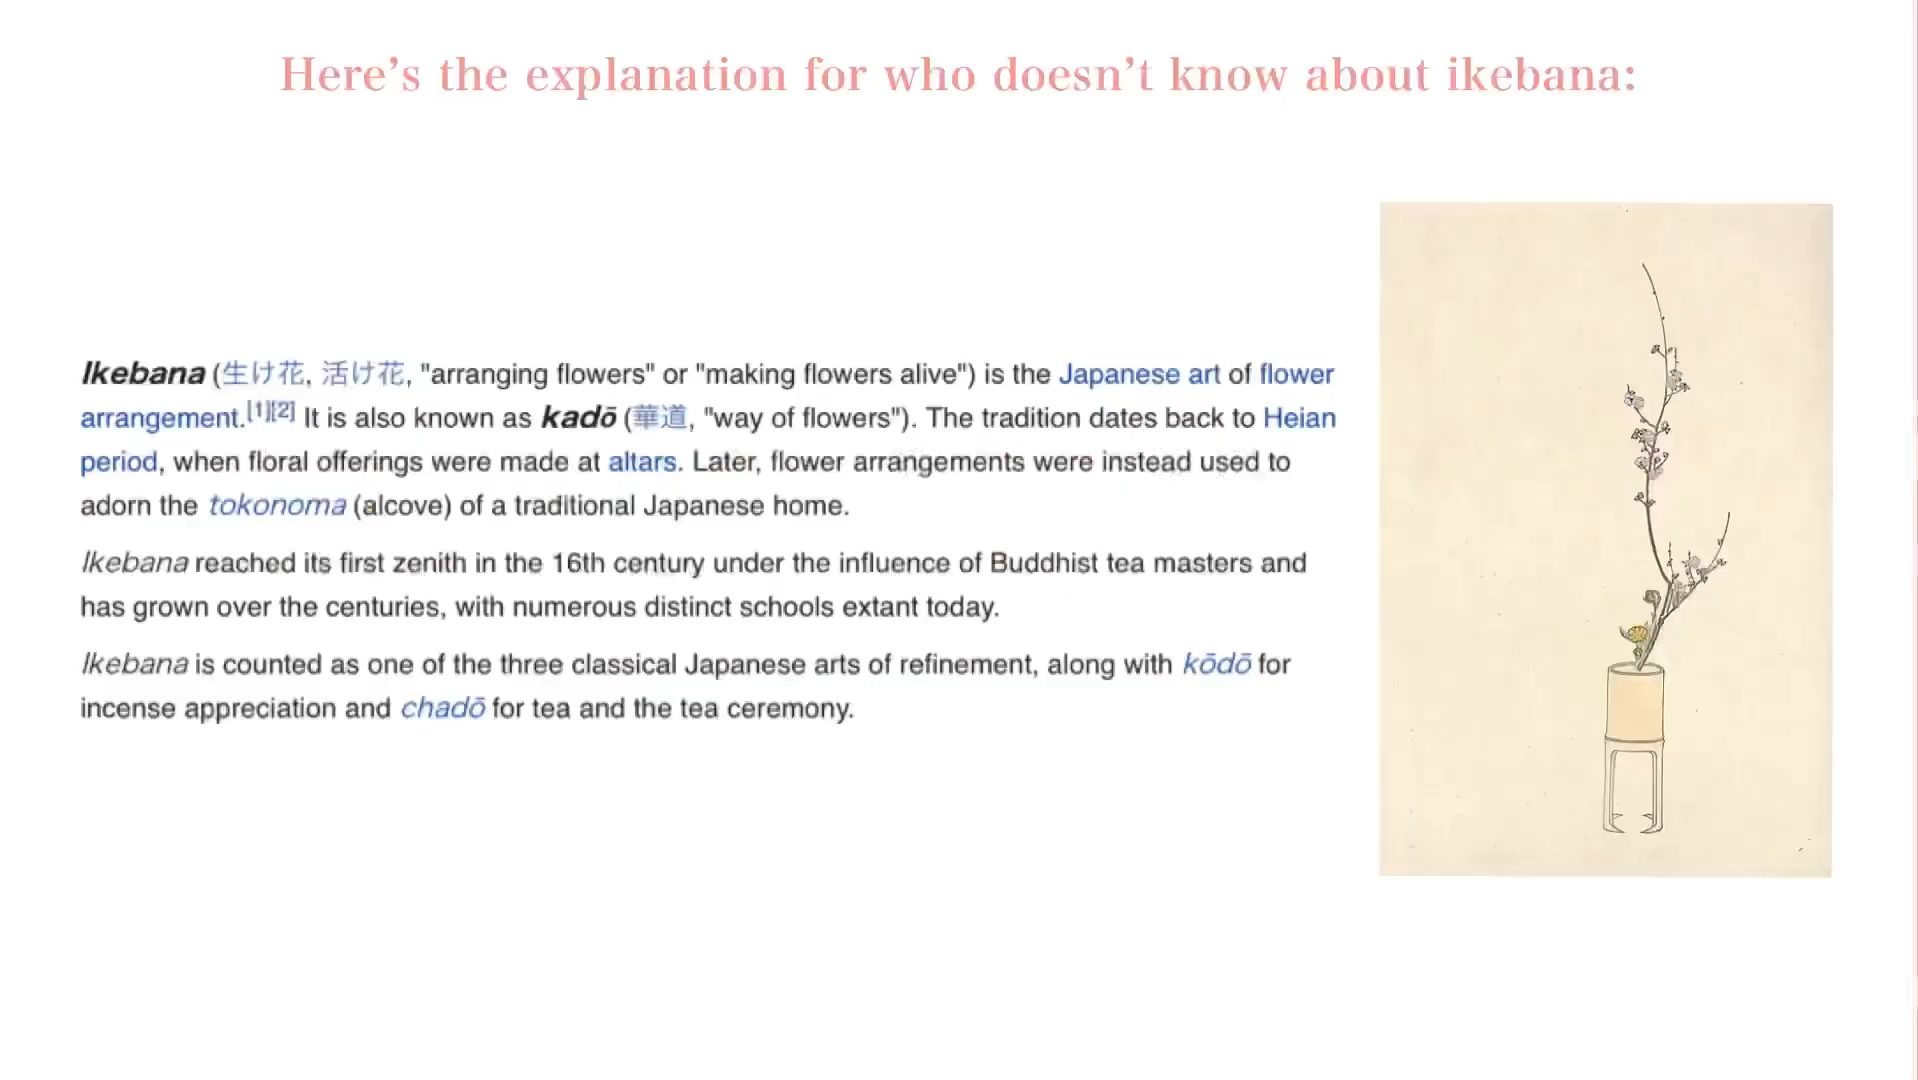 Here’s the explanation for who doesn’t know about ikebana:
Ikebana (生け花, 活け花, "arranging flowers" or "making flowers alive") is the Japanese art of flower
arrangement.[1][2] It is also known as kadō (華道, "way of flowers"). The tradition dates back to Heian
period, when floral offerings were made at altars. Later, flower arrangements were instead used to
adorn the tokonoma (alcove) of a traditional Japanese home.
Ikebana reached its first zenith in the 16th century under the influence of Buddhist tea masters and
has grown over the centuries, with numerous distinct schools extant today.
Ikebana is counted as one of the three classical Japanese arts of refinement, along with kōdō for
incense appreciation and chadō for tea and the tea ceremony.